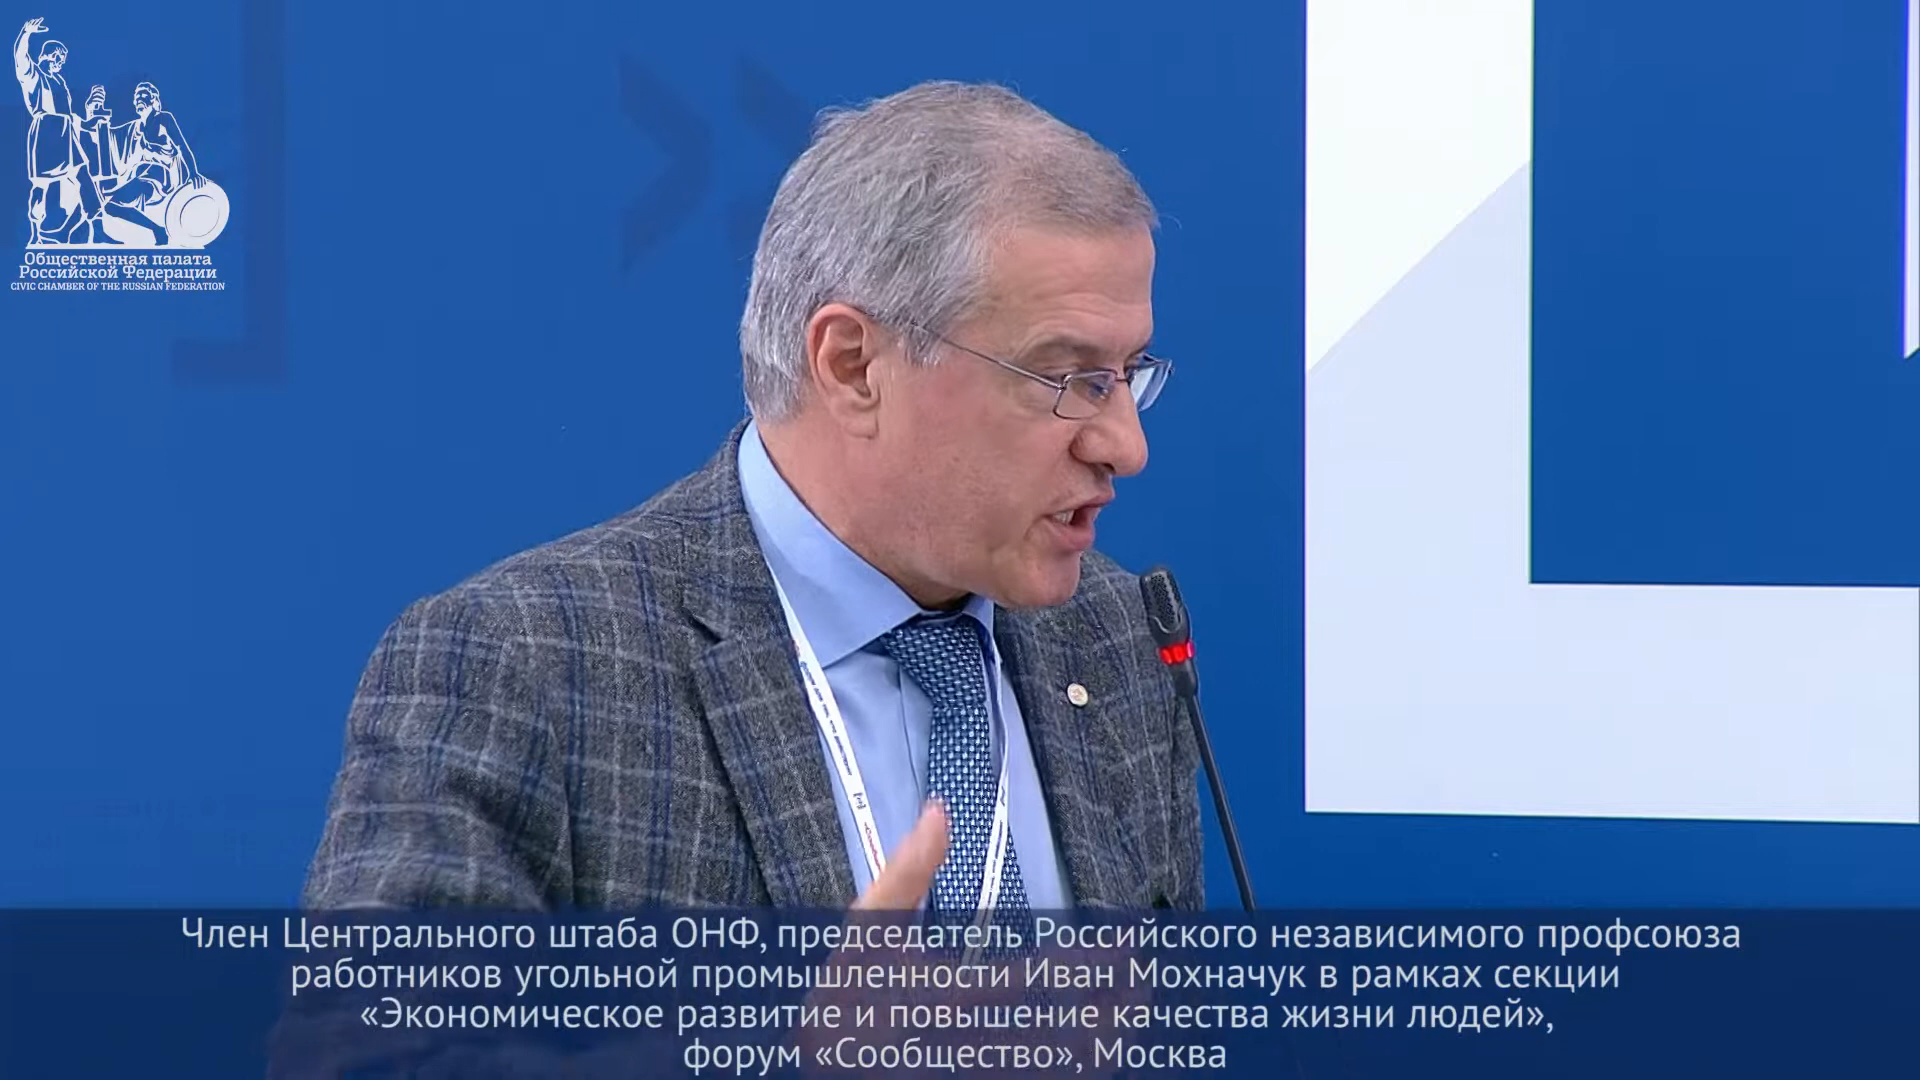 Общественная палата
Российской Федерации
CIVIC CHAMBER OF THE RUSSIAN FEDERATION
Член Центрального штаба ОНФ, председатель Российского независимого профсоюза
работников угольной промышленности Иван Мохначук в рамках секции
«Экономическое развитие и повышение качества жизни людей»,
форум «Сообщество», Москва